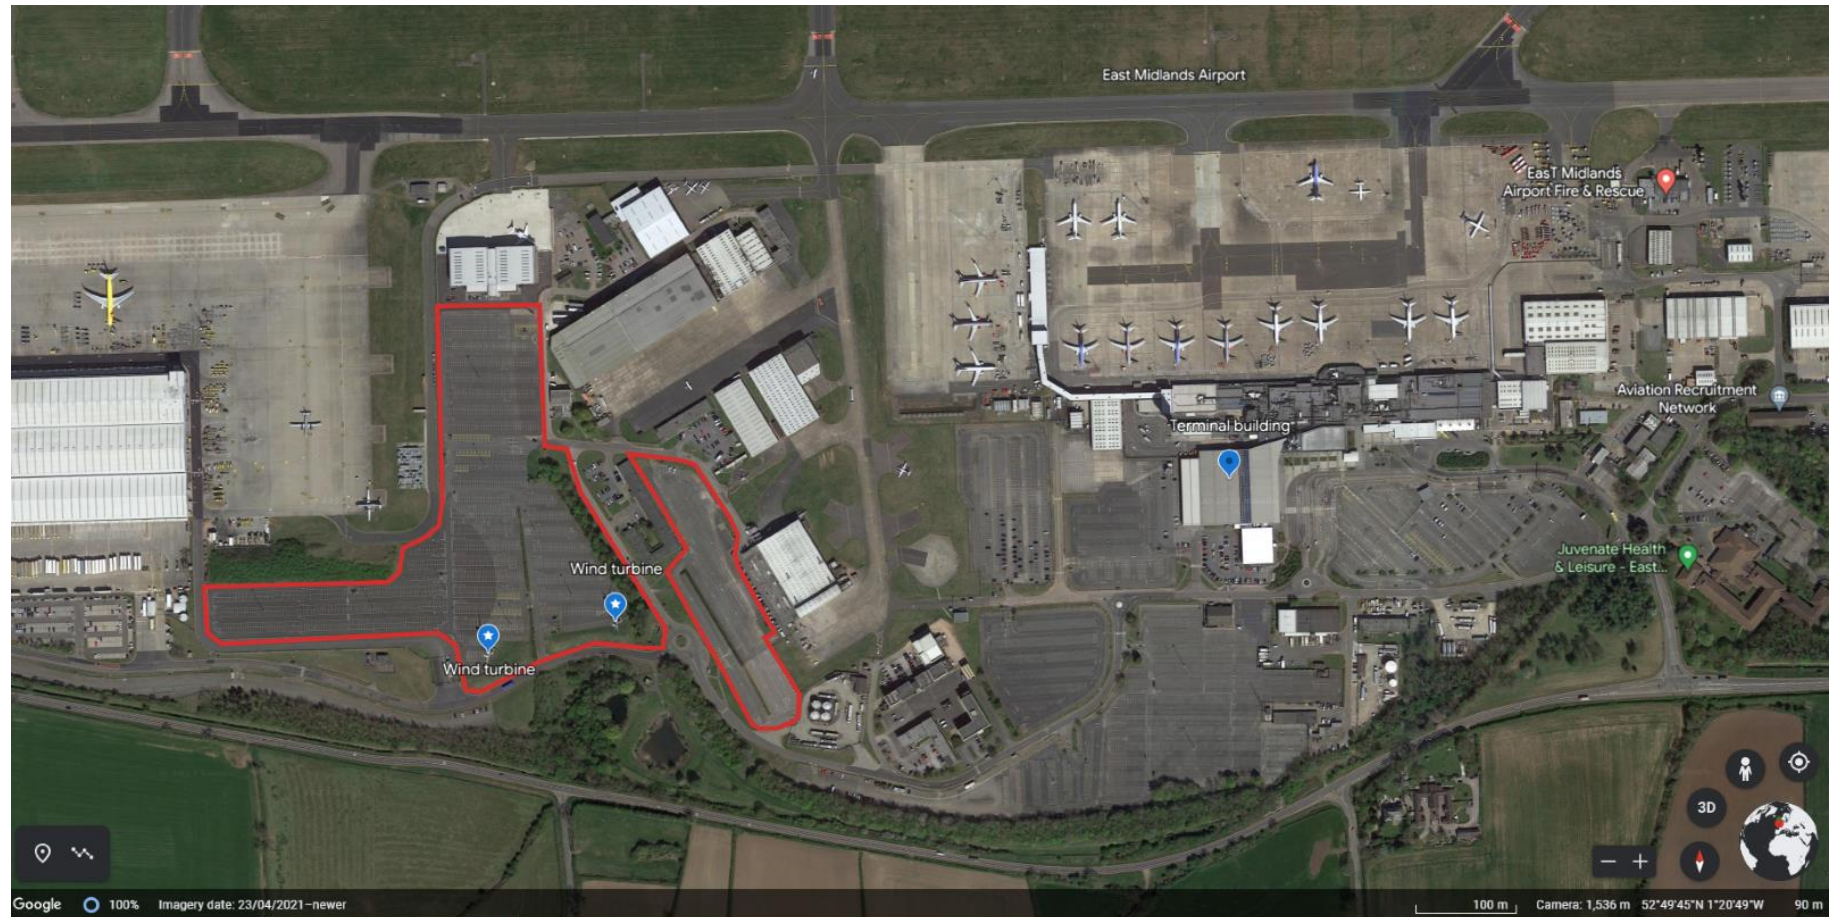 East Midlands Airport
EasT Midlands
Airport Fire & Rescue
Aviation Recruitment
Network
Terminal building
Juvenate Health
& Leisure - East...
Wind turbine
Wind turbine
3D
Google
100%
Imagery date: 23/04/2021–newer
100 m
Camera: 1,536 m
52°49'45"N 1°20'49"W
90 m